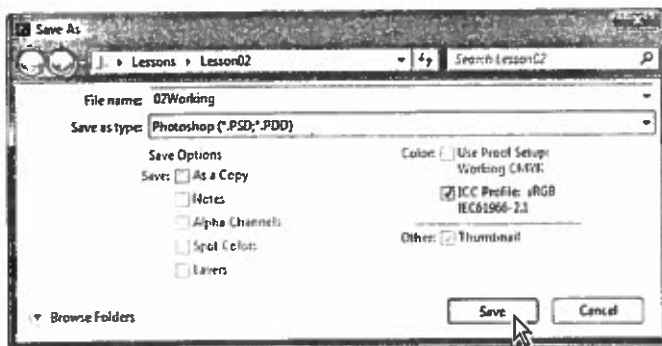 Save As
Lessons Lesson02 Search Lesson02
File name: 02Working
Save as type: Photoshop (*.PSD;*.PDD)
Save Options
Save: As a Copy
Notes
Alpha Channels
Spot Colors
Layers
Color: Use Proof Setup:
Working CMYK
ICC Profile: sRGB
IEC61966-2.1
Other: Thumbnail
Browse Folders
Save Cancel